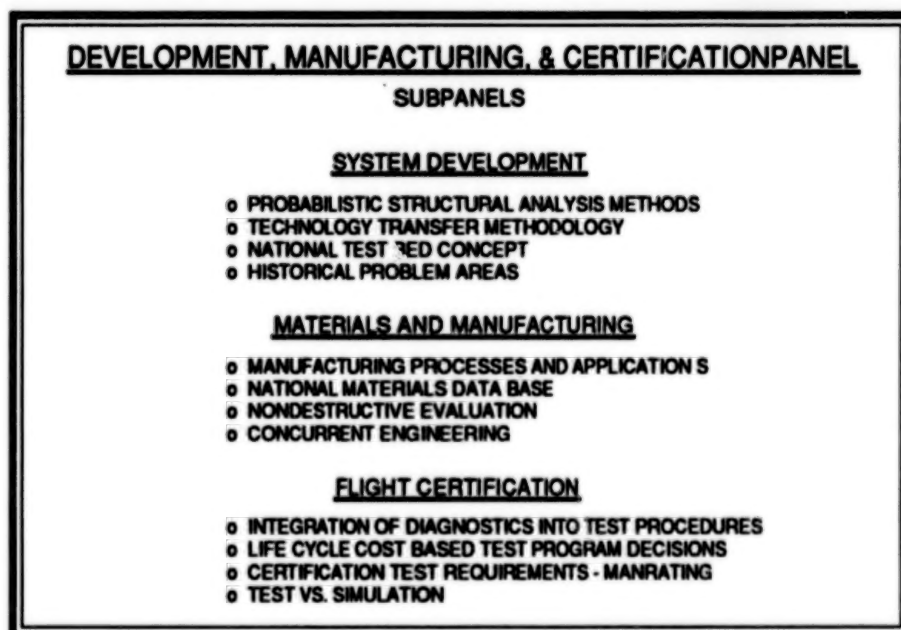 DEVELOPMENT, MANUFACTURING, & CERTIFICATIONPANEL
SUBPANELS
SYSTEM DEVELOPMENT
o PROBABILISTIC STRUCTURAL ANALYSIS METHODS
o TECHNOLOGY TRANSFER METHODOLOGY
o NATIONAL TEST BED CONCEPT
o HISTORICAL PROBLEM AREAS
MATERIALS AND MANUFACTURING
o MANUFACTURING PROCESSES AND APPLICATION S
o NATIONAL MATERIALS DATA BASE
o NONDESTRUCTIVE EVALUATION
o CONCURRENT ENGINEERING
FLIGHT CERTIFICATION
o INTEGRATION OF DIAGNOSTICS INTO TEST PROCEDURES
o LIFE CYCLE COST BASED TEST PROGRAM DECISIONS
o CERTIFICATION TEST REQUIREMENTS - MANRATING
o TEST VS. SIMULATION